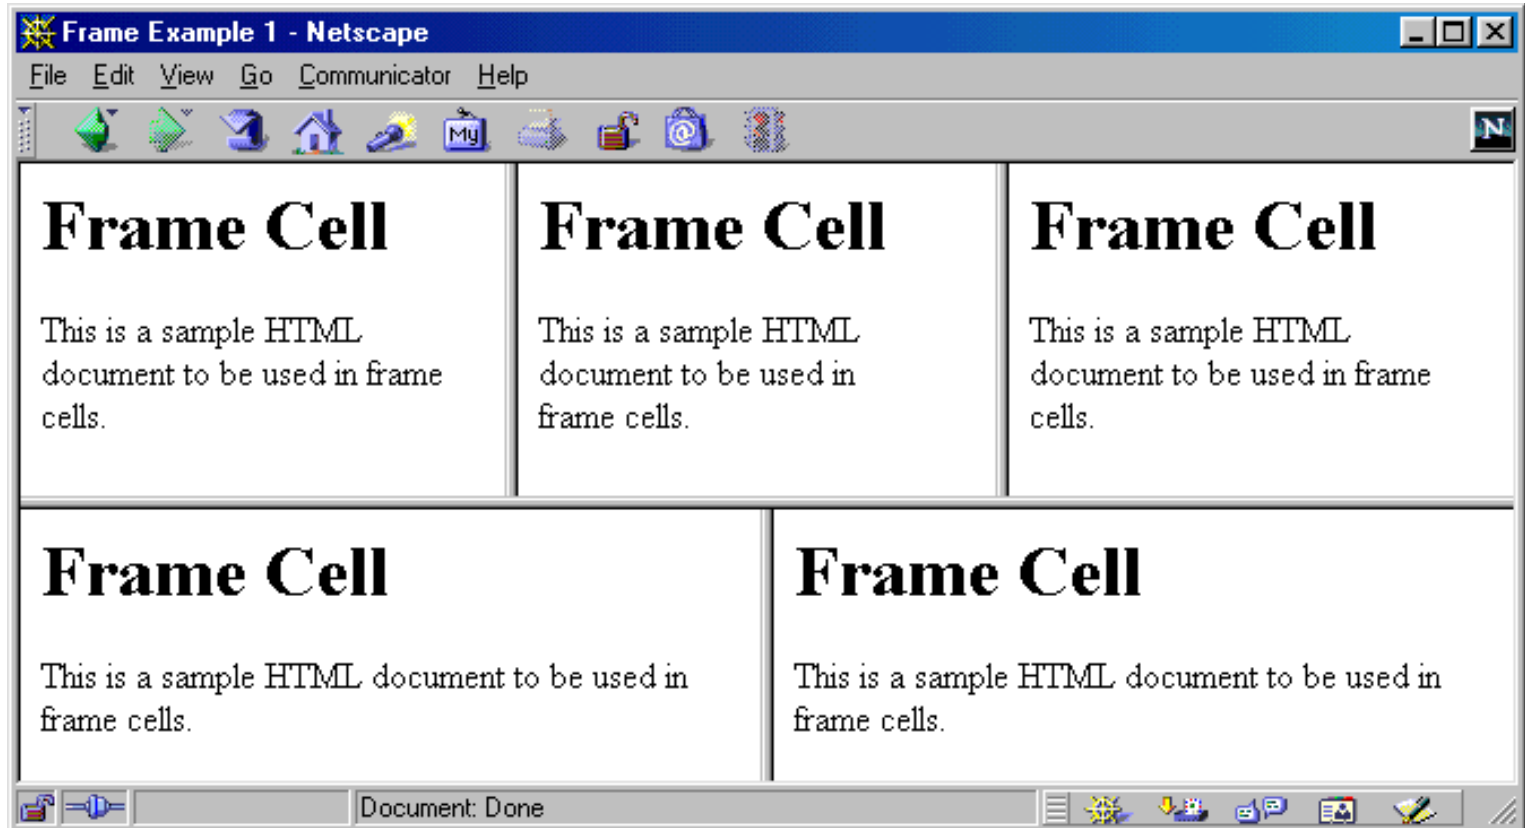 Frame Example 1 - Netscape
File Edit View Go Communicator Help
My
@
N
Frame Cell
This is a sample HTML
document to be used in frame
cells.
Frame Cell
This is a sample HTML
document to be used in
frame cells.
Frame Cell
This is a sample HTML
document to be used in frame
cells.
Frame Cell
This is a sample HTML document to be used in
frame cells.
Frame Cell
This is a sample HTML document to be used in
frame cells.
Document: Done